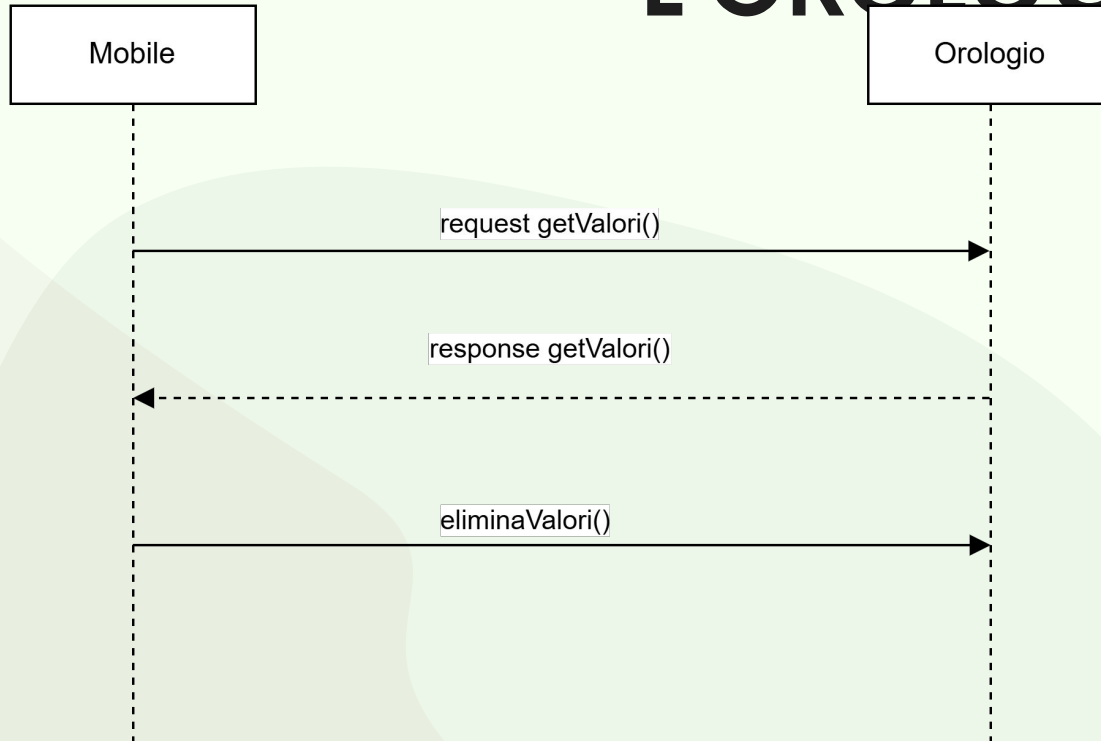 Mobile
Orologio
request getValori()
response getValori()
eliminaValori()